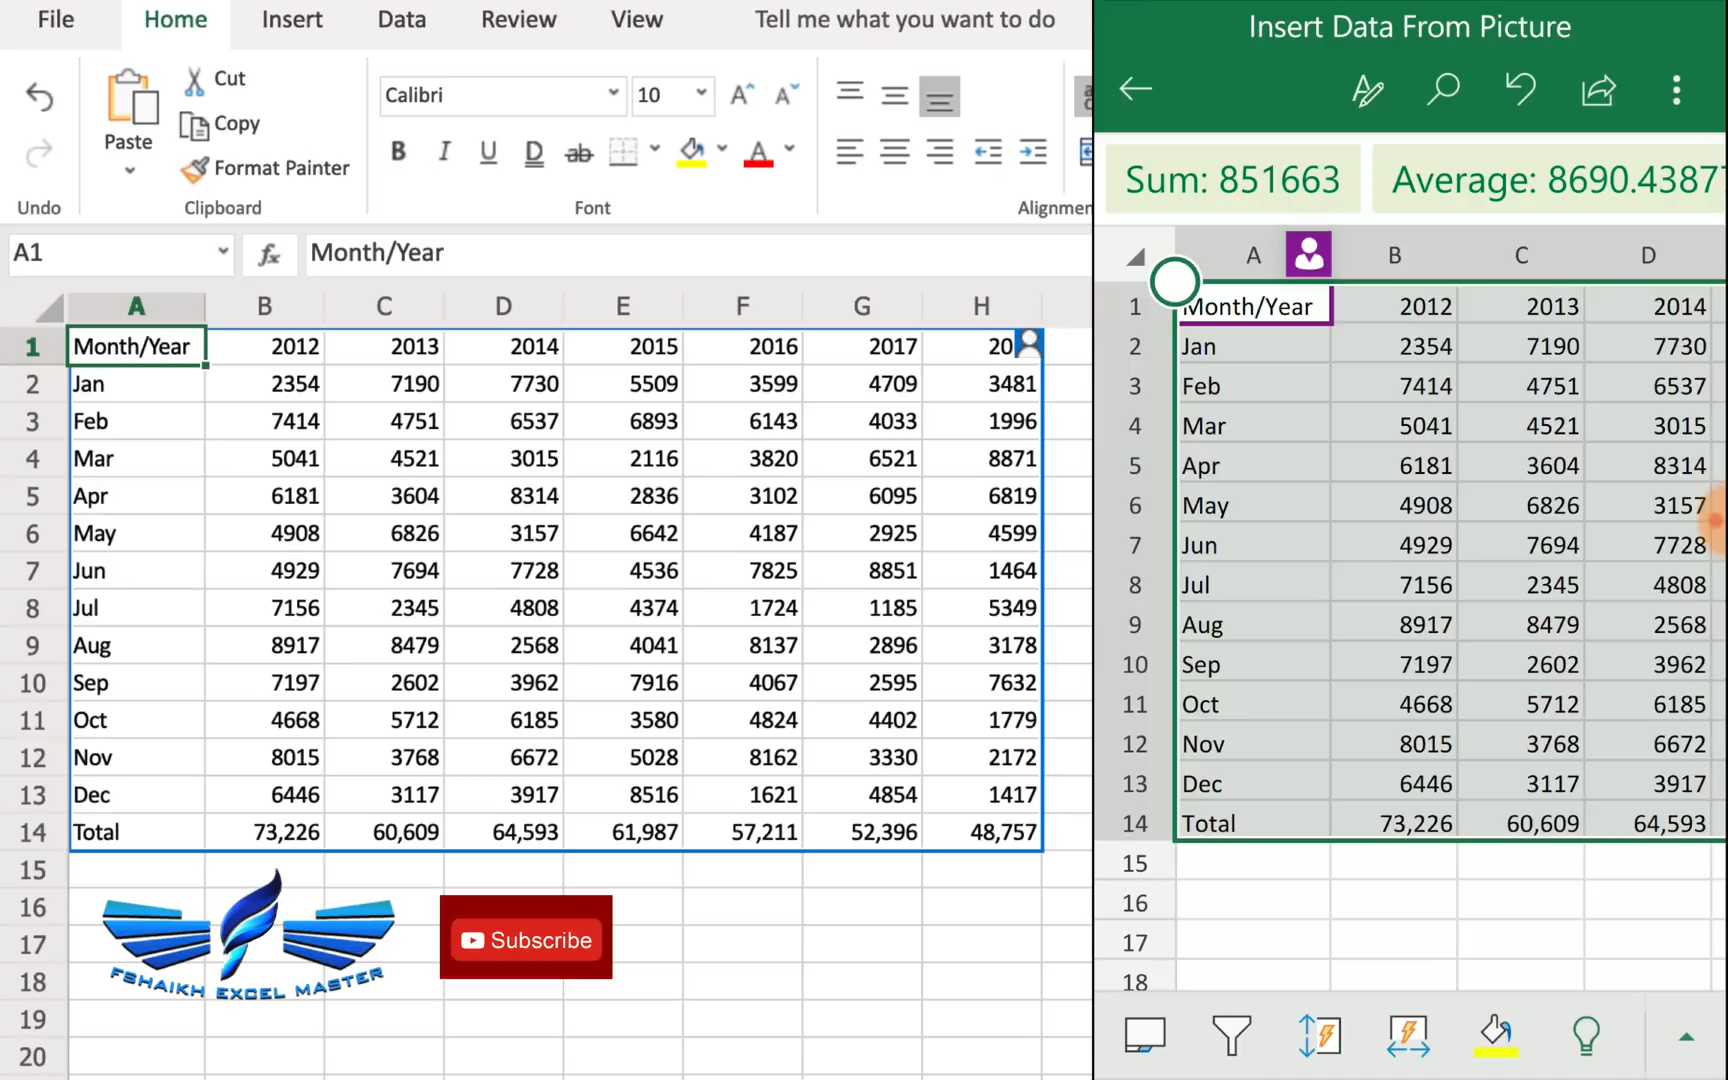 File Home Insert Data Review View Tell me what you want to do
Cut
Copy
Paste
Format Painter
Calibri 10
B I U D ab A
Undo Clipboard Font Alignmen
A1 fx Month/Year
A B C D E F G H
1 Month/Year 2012 2013 2014 2015 2016 2017 20
2 Jan 2354 7190 7730 5509 3599 4709 3481
3 Feb 7414 4751 6537 6893 6143 4033 1996
4 Mar 5041 4521 3015 2116 3820 6521 8871
5 Apr 6181 3604 8314 2836 3102 6095 6819
6 May 4908 6826 3157 6642 4187 2925 4599
7 Jun 4929 7694 7728 4536 7825 8851 1464
8 Jul 7156 2345 4808 4374 1724 1185 5349
9 Aug 8917 8479 2568 4041 8137 2896 3178
10 Sep 7197 2602 3962 7916 4067 2595 7632
11 Oct 4668 5712 6185 3580 4824 4402 1779
12 Nov 8015 3768 6672 5028 8162 3330 2172
13 Dec 6446 3117 3917 8516 1621 4854 1417
14 Total 73,226 60,609 64,593 61,987 57,211 52,396 48,757
15
16
17
18
19
20
FSHAIKH EXCEL MASTER
Subscribe
Insert Data From Picture
Sum: 851663 Average: 8690.4387
A B C D
1 Month/Year 2012 2013 2014
2 Jan 2354 7190 7730
3 Feb 7414 4751 6537
4 Mar 5041 4521 3015
5 Apr 6181 3604 8314
6 May 4908 6826 3157
7 Jun 4929 7694 7728
8 Jul 7156 2345 4808
9 Aug 8917 8479 2568
10 Sep 7197 2602 3962
11 Oct 4668 5712 6185
12 Nov 8015 3768 6672
13 Dec 6446 3117 3917
14 Total 73,226 60,609 64,593
15
16
17
18